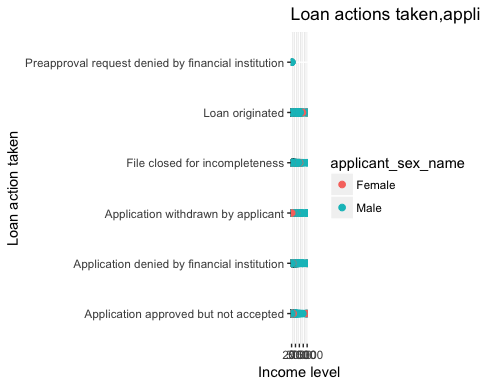 Loan actions taken,appli
Preapproval request denied by financial institution
Loan originated
File closed for incompleteness
Application withdrawn by applicant
Application denied by financial institution
Application approved but not accepted
Loan action taken
Income level
applicant_sex_name
Female
Male